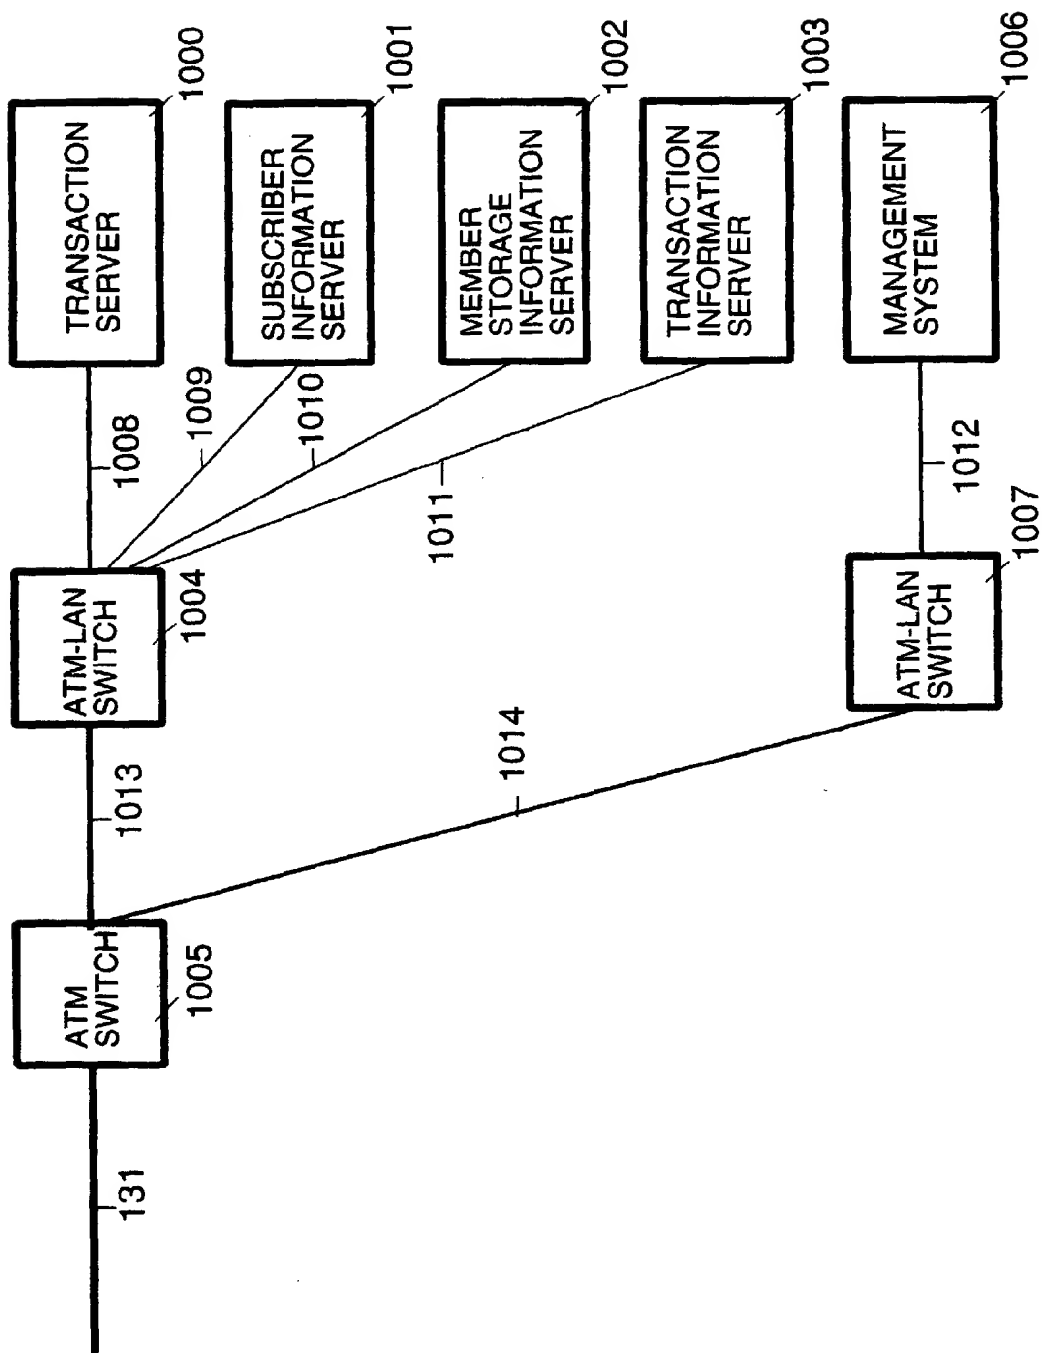 TRANSACTION
SERVER
1000
SUBSCRIBER
INFORMATION
SERVER
1001
MEMBER
STORAGE
INFORMATION
SERVER
1002
TRANSACTION
INFORMATION
SERVER
1003
MANAGEMENT
SYSTEM
1006
1008
1009
1010
1011
1012
ATM-LAN
SWITCH
1004
ATM-LAN
SWITCH
1007
1013
1014
ATM
SWITCH
1005
131